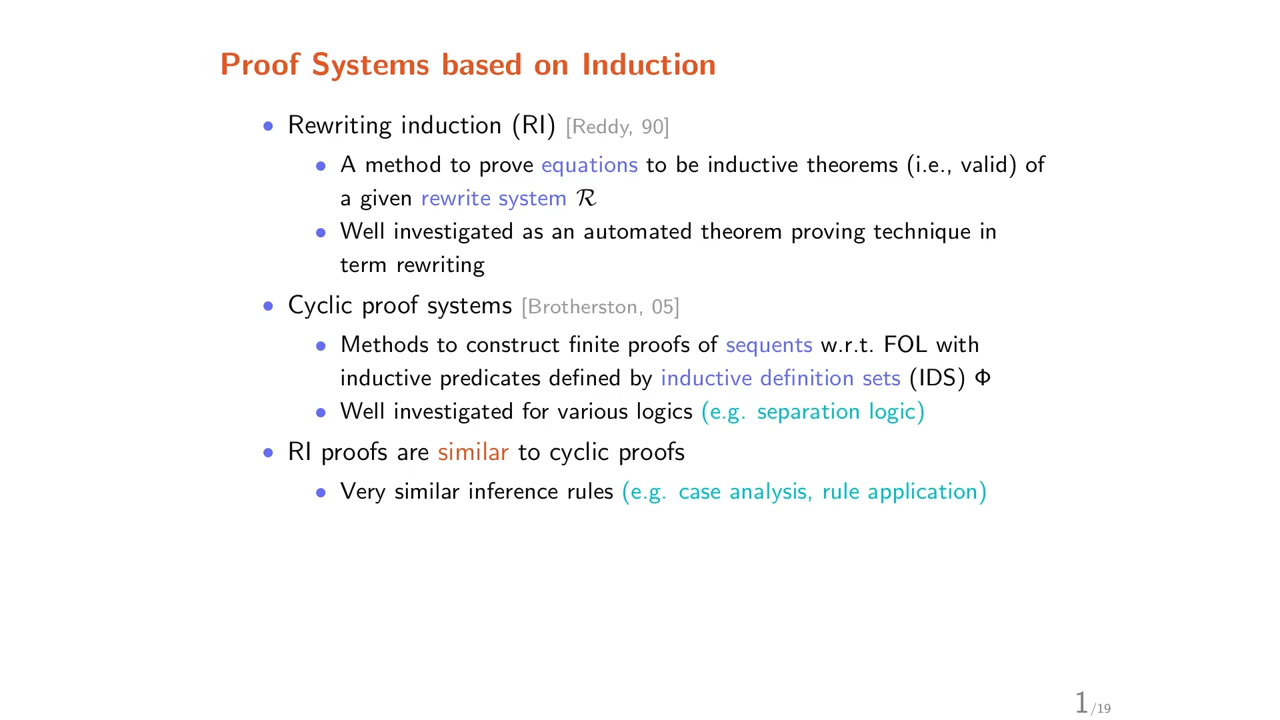 Proof Systems based on Induction
• Rewriting induction (RI) [Reddy, 90]
• A method to prove equations to be inductive theorems (i.e., valid) of
a given rewrite system ℛ
• Well investigated as an automated theorem proving technique in
term rewriting
• Cyclic proof systems [Brotherston, 05]
• Methods to construct finite proofs of sequents w.r.t. FOL with
inductive predicates defined by inductive definition sets (IDS) Φ
• Well investigated for various logics (e.g. separation logic)
• RI proofs are similar to cyclic proofs
• Very similar inference rules (e.g. case analysis, rule application)
1/19